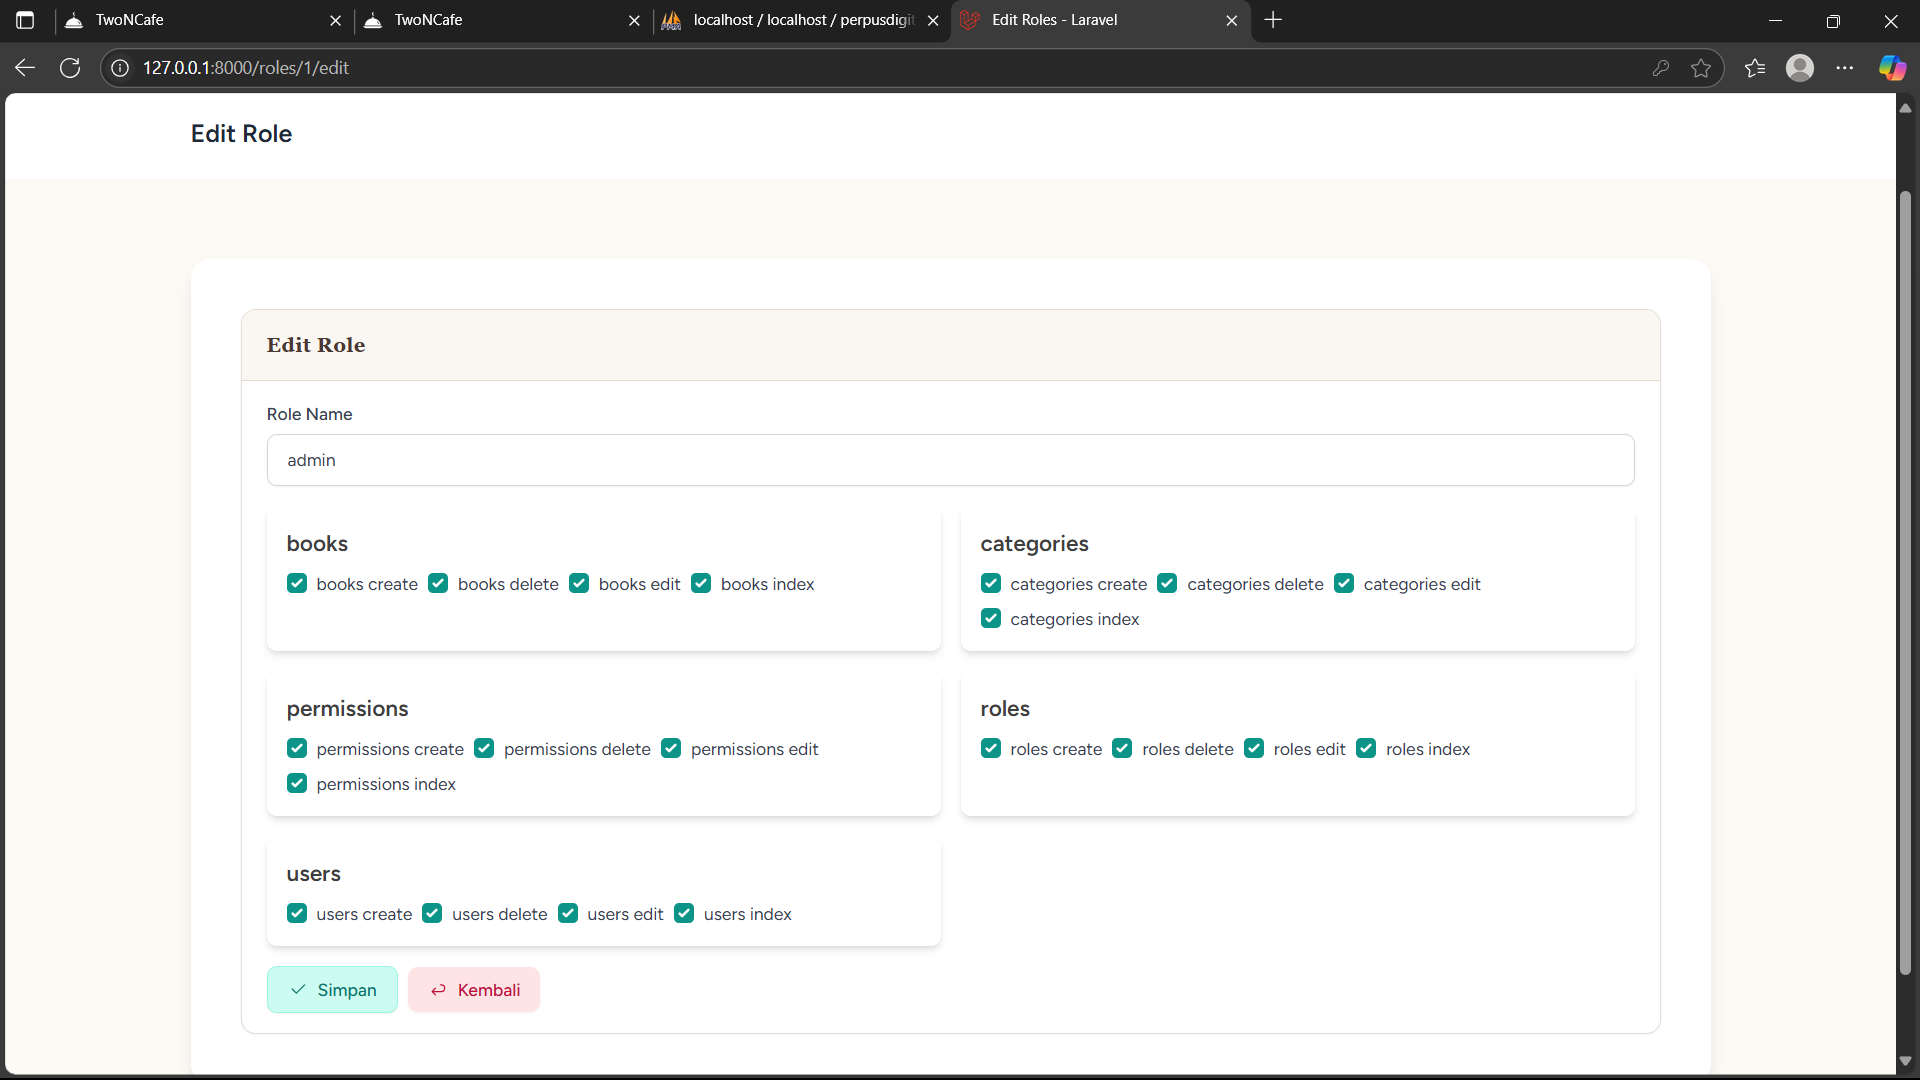 TwoNCafe
TwoNCafe
localhost / localhost / perpusdigit
Edit Roles - Laravel
127.0.0.1:8000/roles/1/edit
Edit Role
Edit Role
Role Name
admin
books
books create books delete books edit books index
categories
categories create categories delete categories edit
categories index
permissions
permissions create permissions delete permissions edit
permissions index
roles
roles create roles delete roles edit roles index
users
users create users delete users edit users index
Simpan Kembali